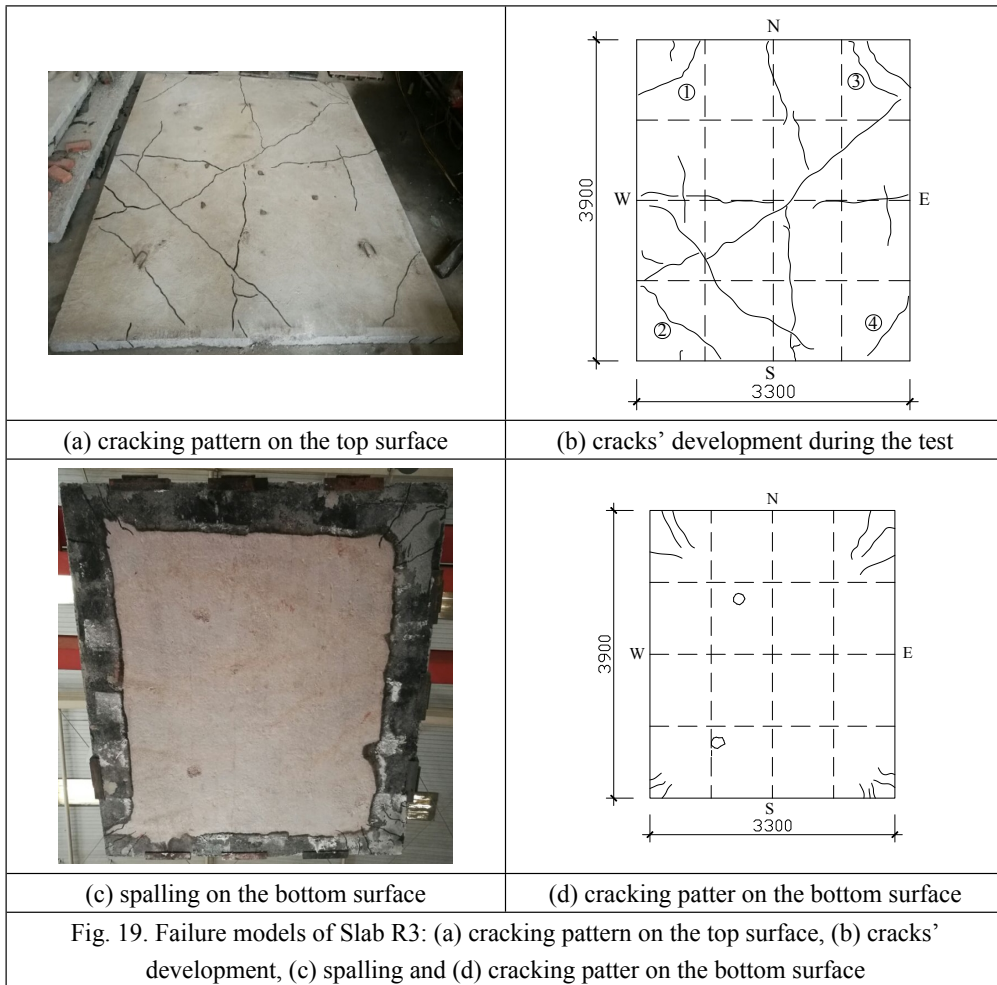 N
①
③
3900
W
E
②
④
S
3300
(a) cracking pattern on the top surface
(b) cracks’ development during the test
N
3900
W
E
S
3300
(c) spalling on the bottom surface
(d) cracking patter on the bottom surface
Fig. 19. Failure models of Slab R3: (a) cracking pattern on the top surface, (b) cracks’
development, (c) spalling and (d) cracking patter on the bottom surface